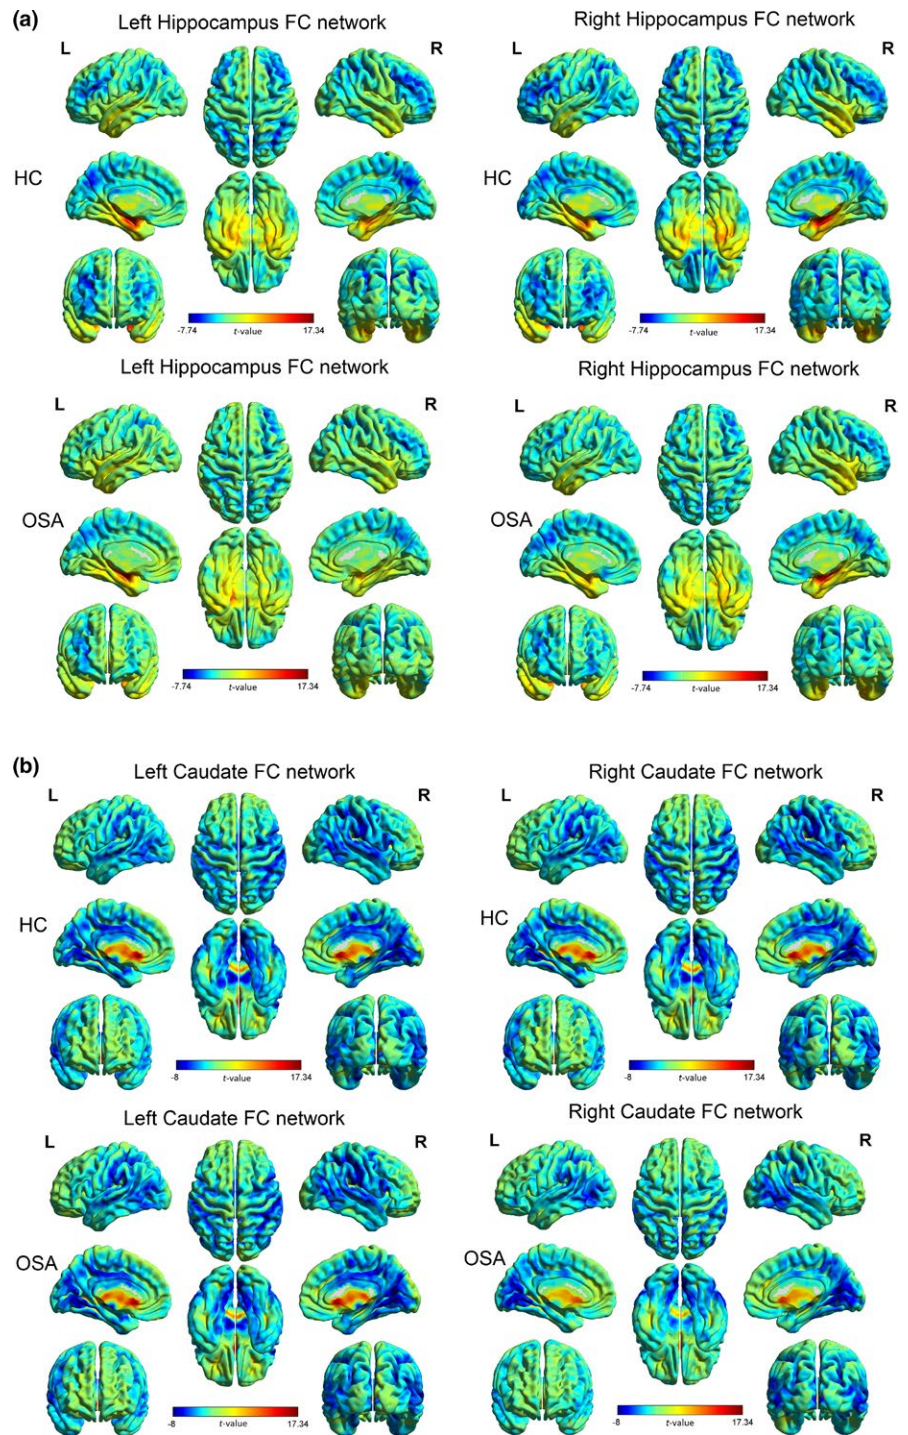 (a)
Left Hippocampus FC network
Right Hippocampus FC network
L
R
L
R
HC
HC
-7.74
t-value
17.34
-7.74
t-value
17.34
Left Hippocampus FC network
Right Hippocampus FC network
L
R
L
R
OSA
OSA
-7.74
t-value
17.34
-7.74
t-value
17.34
(b)
Left Caudate FC network
Right Caudate FC network
L
R
L
R
HC
HC
-8
t-value
17.34
-8
t-value
17.34
Left Caudate FC network
Right Caudate FC network
L
R
L
R
OSA
OSA
-8
t-value
17.34
-8
t-value
17.34